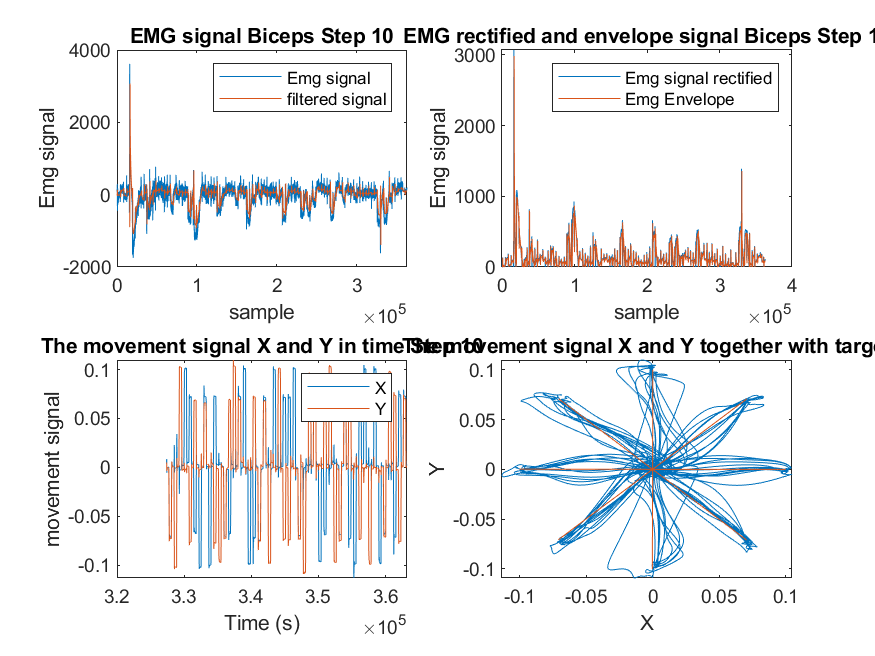 EMG signal Biceps Step 10
4000
2000
0
-2000
Emg signal
Emg signal
filtered signal
0 1 2 3
sample
×10^5
EMG rectified and envelope signal Biceps Step 1
3000
2000
1000
0
Emg signal
Emg signal rectified
Emg Envelope
0 1 2 3 4
sample
×10^5
The movement signal X and Y in time Step 10
0.1
0.05
0
-0.05
-0.1
movement signal
X
Y
3.2 3.3 3.4 3.5 3.6
Time (s)
×10^5
The movement signal X and Y together with targe
0.1
0.05
0
-0.05
-0.1
Y
-0.1 -0.05 0 0.05 0.1
X